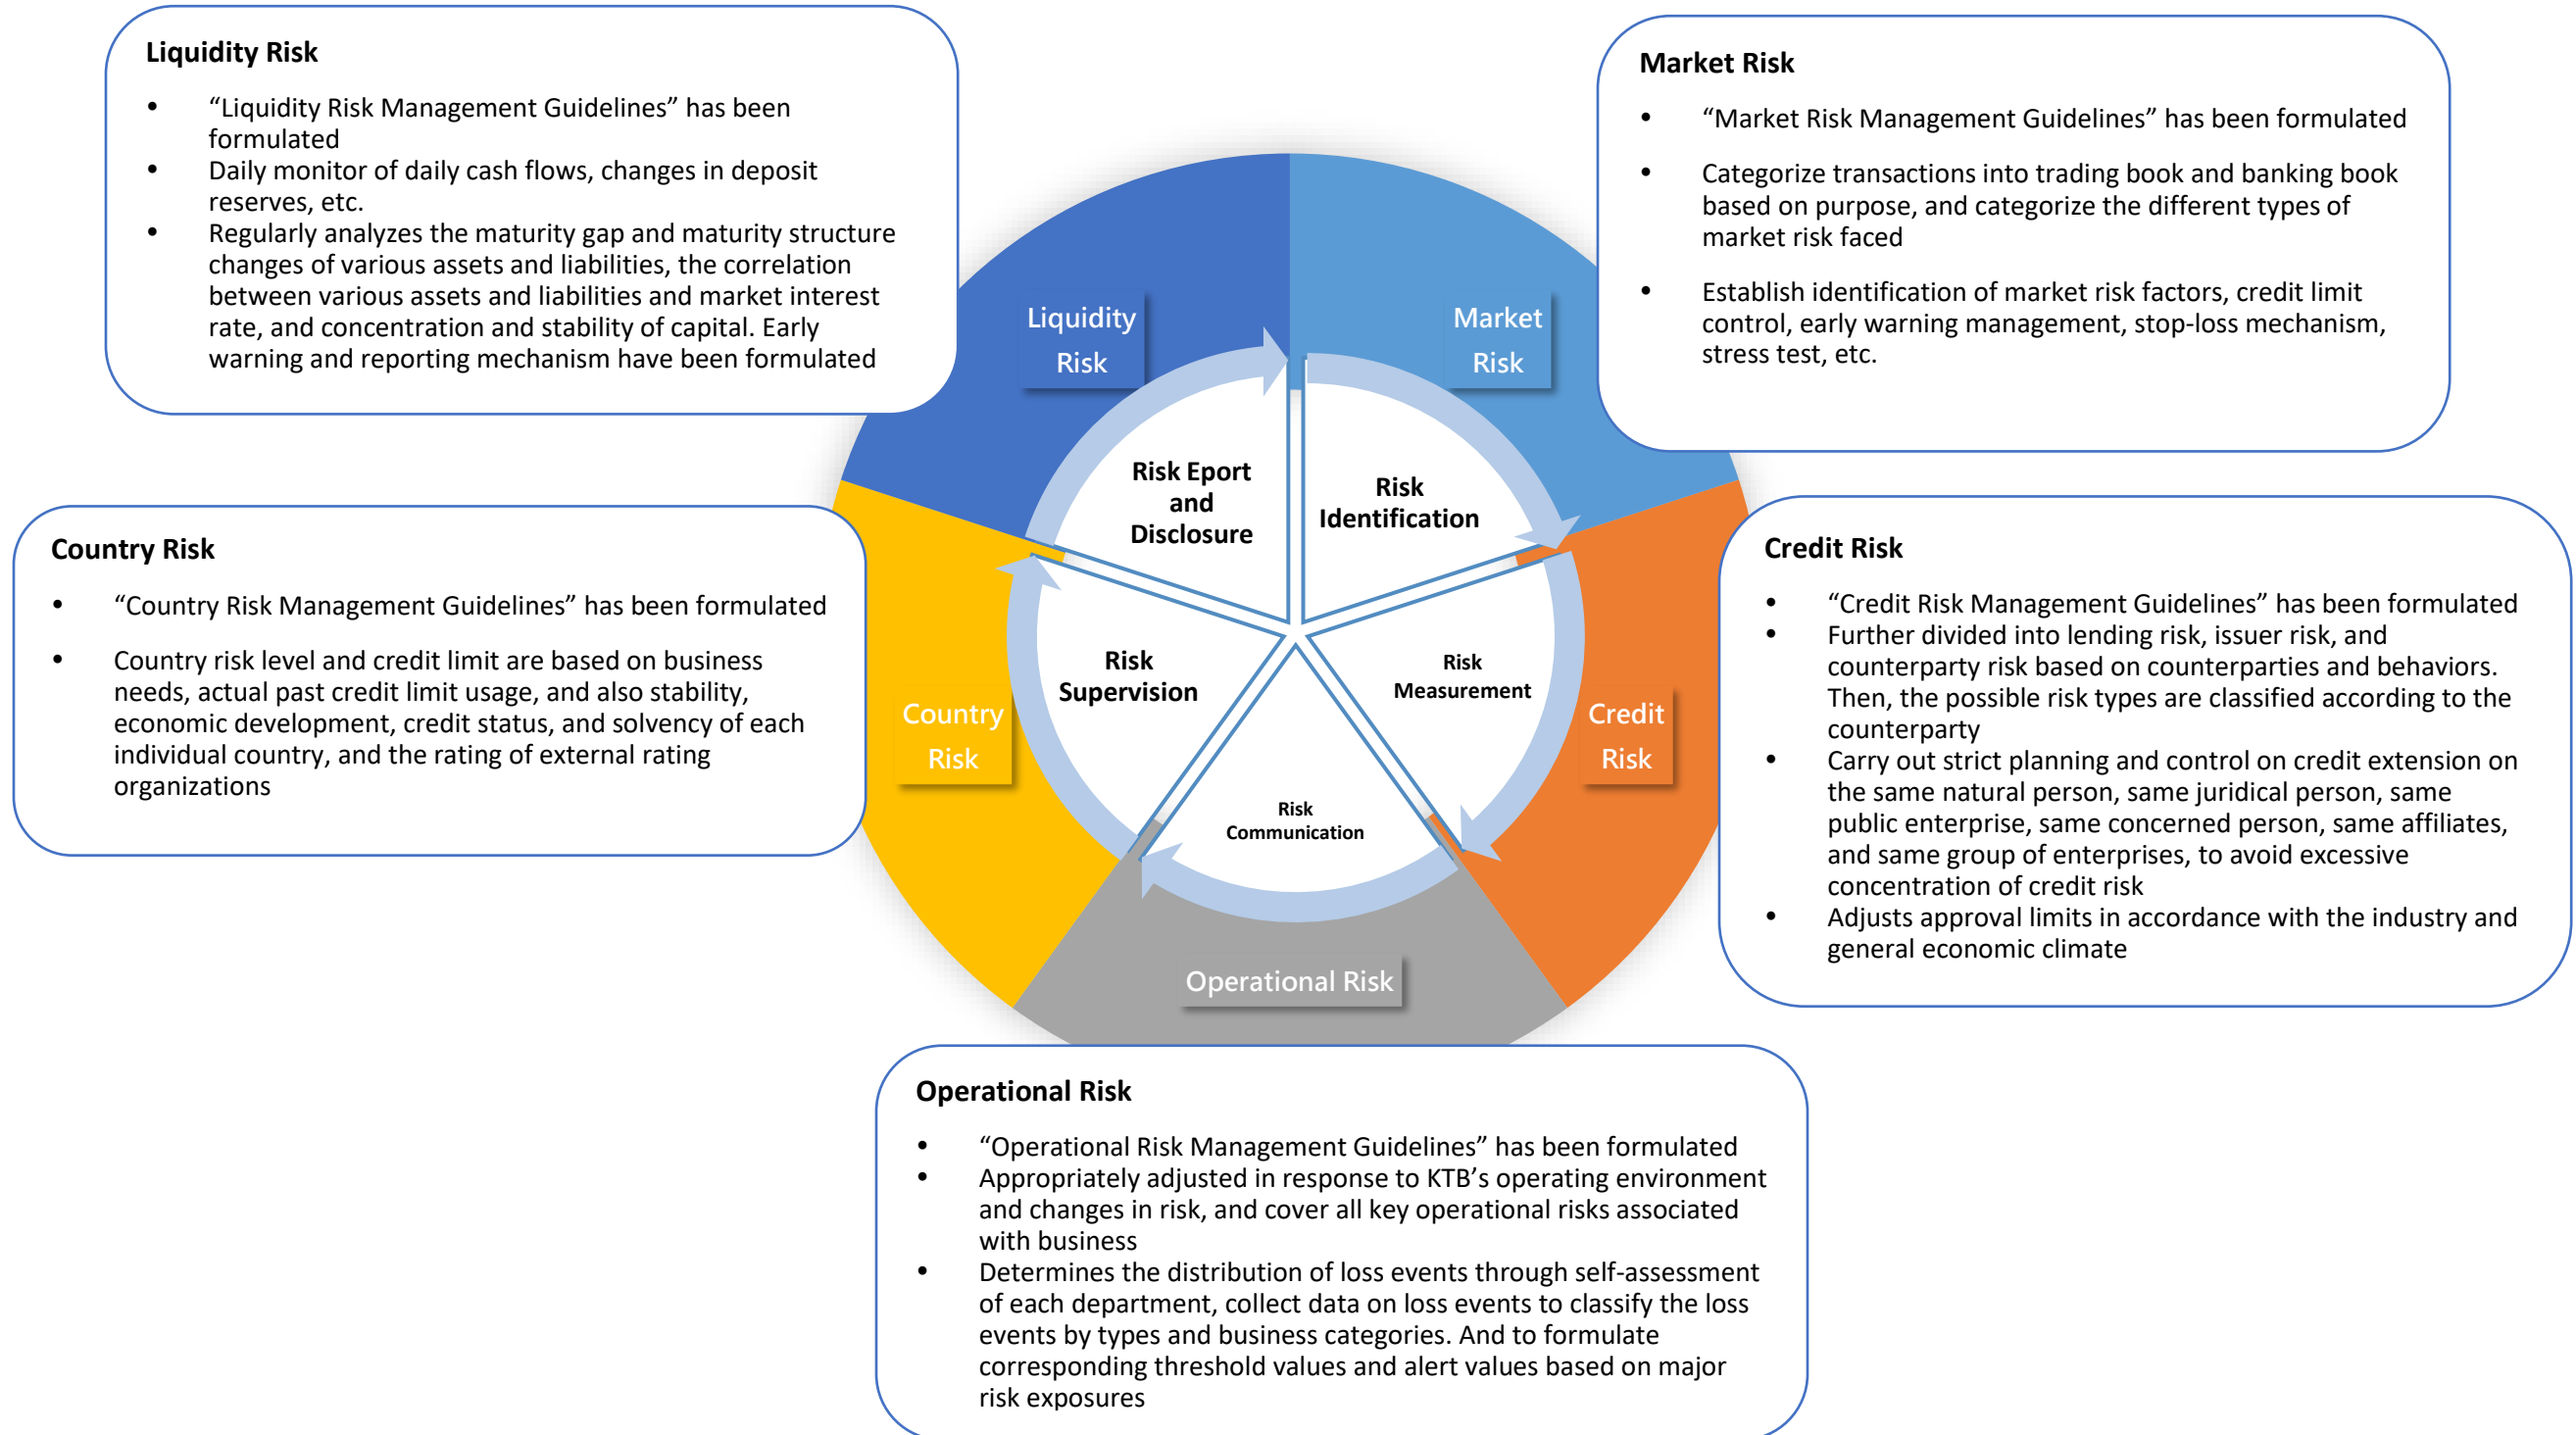 Liquidity Risk
• “Liquidity Risk Management Guidelines” has been
formulated
• Daily monitor of daily cash flows, changes in deposit
reserves, etc.
• Regularly analyzes the maturity gap and maturity structure
changes of various assets and liabilities, the correlation
between various assets and liabilities and market interest
rate, and concentration and stability of capital. Early
warning and reporting mechanism have been formulated
Market Risk
• “Market Risk Management Guidelines” has been formulated
• Categorize transactions into trading book and banking book
based on purpose, and categorize the different types of
market risk faced
• Establish identification of market risk factors, credit limit
control, early warning management, stop-loss mechanism,
stress test, etc.
Liquidity
Risk
Market
Risk
Risk Eport
and
Disclosure
Risk
Identification
Country Risk
• “Country Risk Management Guidelines” has been formulated
• Country risk level and credit limit are based on business
needs, actual past credit limit usage, and also stability,
economic development, credit status, and solvency of each
individual country, and the rating of external rating
organizations
Risk
Supervision
Risk
Measurement
Country
Risk
Credit
Risk
Risk
Communication
Operational Risk
Credit Risk
• “Credit Risk Management Guidelines” has been formulated
• Further divided into lending risk, issuer risk, and
counterparty risk based on counterparties and behaviors.
Then, the possible risk types are classified according to the
counterparty
• Carry out strict planning and control on credit extension on
the same natural person, same juridical person, same
public enterprise, same concerned person, same affiliates,
and same group of enterprises, to avoid excessive
concentration of credit risk
• Adjusts approval limits in accordance with the industry and
general economic climate
Operational Risk
• “Operational Risk Management Guidelines” has been formulated
• Appropriately adjusted in response to KTB’s operating environment
and changes in risk, and cover all key operational risks associated
with business
• Determines the distribution of loss events through self-assessment
of each department, collect data on loss events to classify the loss
events by types and business categories. And to formulate
corresponding threshold values and alert values based on major
risk exposures